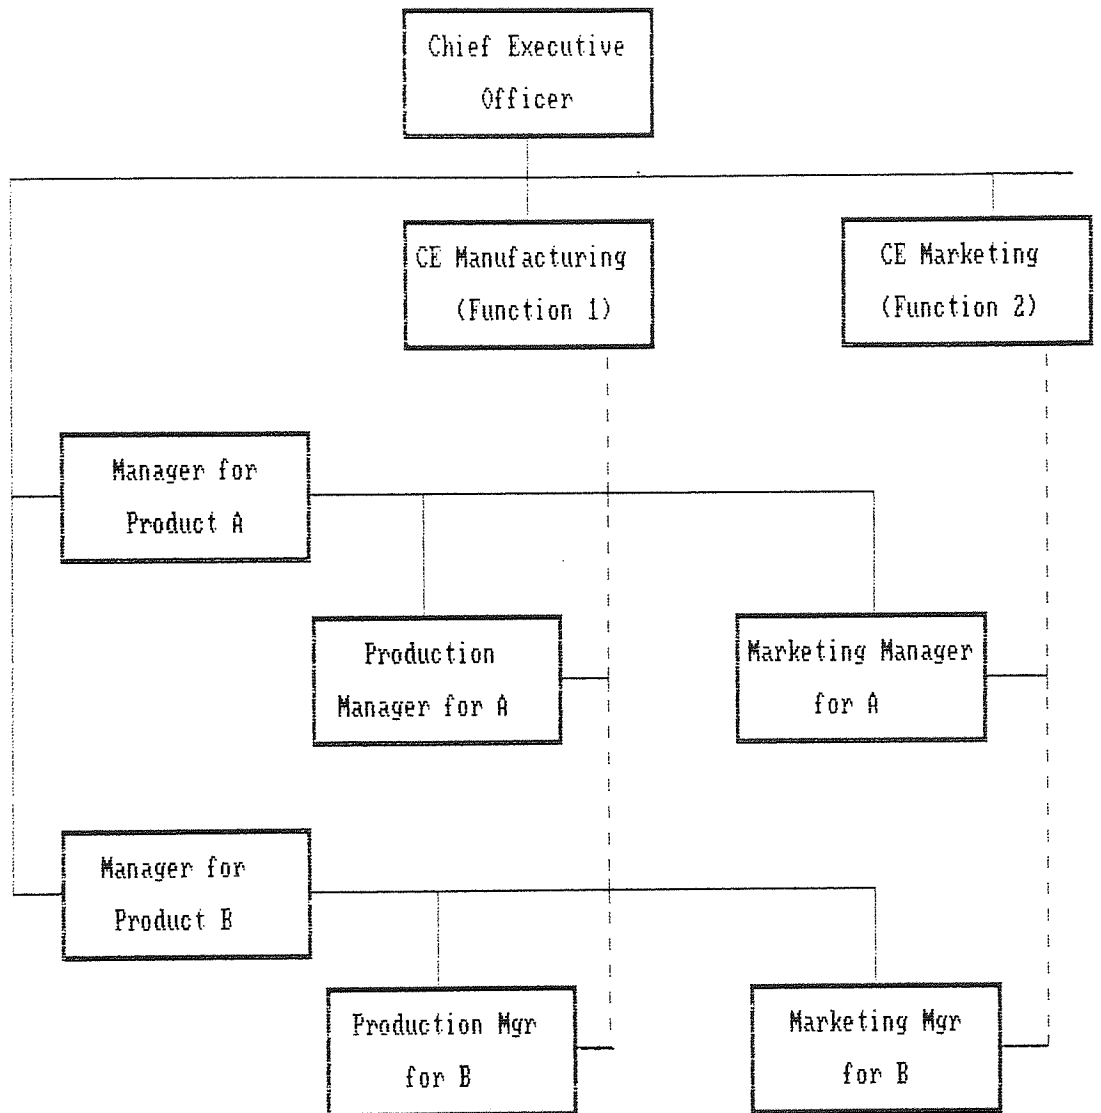 Chief Executive
Officer
CE Manufacturing
(Function 1)
CE Marketing
(Function 2)
Manager for
Product A
Production
Manager for A
Marketing Manager
for A
Manager for
Product B
Production Mgr
for B
Marketing Mgr
for B